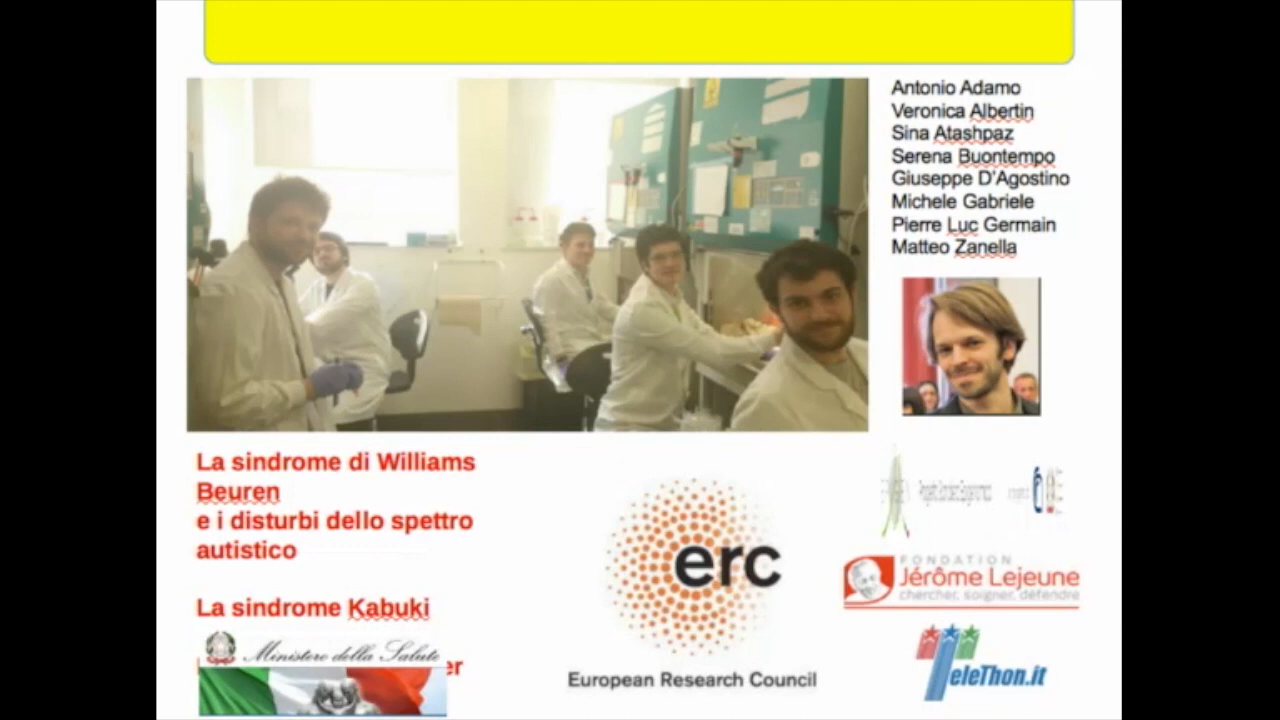 Antonio Adamo
Veronica Albertin
Sina Atashpaz
Serena Buontempo
Giuseppe D'Agostino
Michele Gabriele
Pierre Luc Germain
Matteo Zanella
La sindrome di Williams
Beuren
e i disturbi dello spettro
autistico
La sindrome Kabuki
Ministero della Salute
er
erc
European Research Council
FONDATION
Jérôme Lejeune
chercher, soigner, défendre
eleThon.it